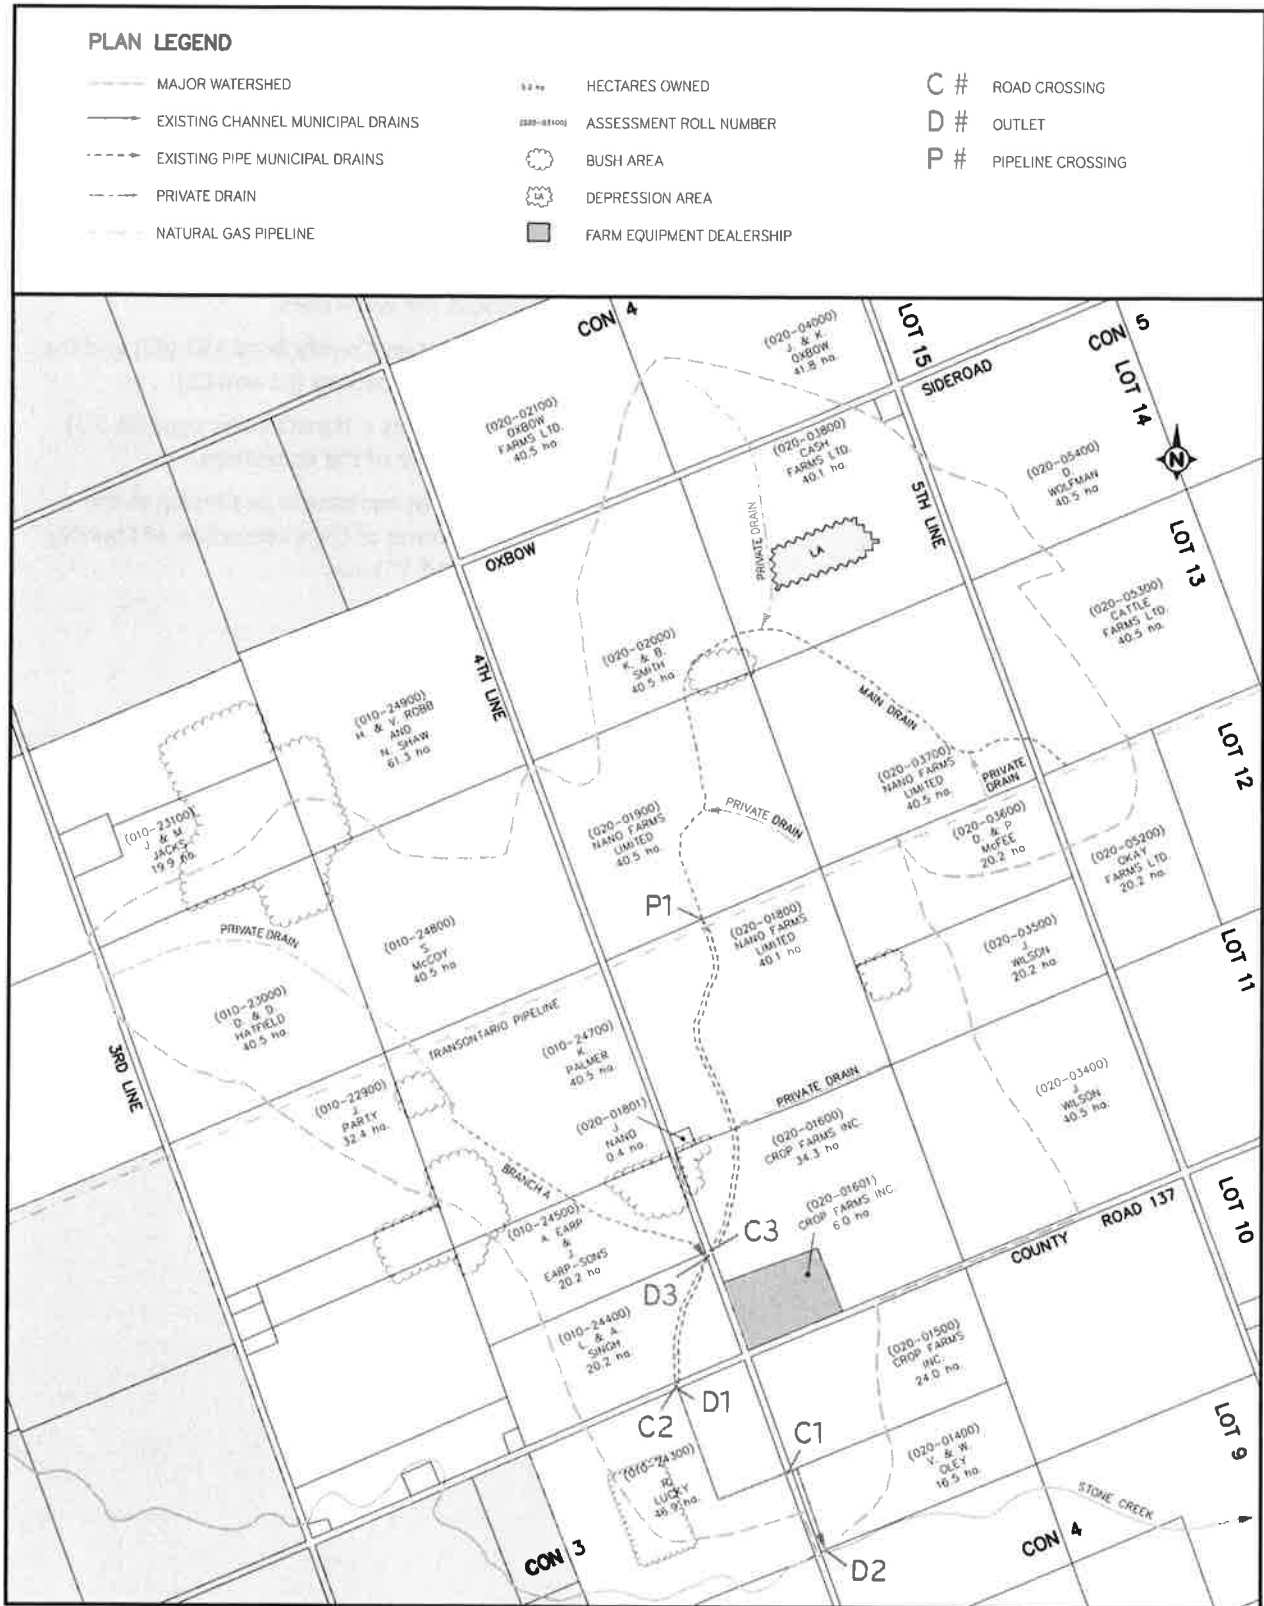 PLAN LEGEND
MAJOR WATERSHED
EXISTING CHANNEL MUNICIPAL DRAINS
EXISTING PIPE MUNICIPAL DRAINS
PRIVATE DRAIN
NATURAL GAS PIPELINE
HECTARES OWNED
ASSESSMENT ROLL NUMBER
BUSH AREA
LA
DEPRESSION AREA
FARM EQUIPMENT DEALERSHIP
C # ROAD CROSSING
D # OUTLET
P # PIPELINE CROSSING
CON 4
(020-04000)
J. & K.
OXBOW
41.8 ha.
LOT 15
SIDEROAD
CON 5
LOT 14
N
(020-02100)
OXBOW
FARMS LTD.
40.5 ha
(020-03800)
CASH
FARMS LTD.
40.1 ha
(020-05400)
D.
WOLFMAN
40.5 ha
5TH LINE
PRIVATE DRAIN
LA
LOT 13
OXBOW
(020-05300)
CATTLE
FARMS LTD.
40.5 ha
(020-02000)
K. & B.
SMITH
40.5 ha
4TH LINE
(010-24900)
H. & V. ROBB
AND
N. SHAW
61.3 ha
MAIN DRAIN
LOT 12
(020-03700)
NANO FARMS
LIMITED
40.5 ha
PRIVATE
DRAIN
(010-23100)
J. & M.
JACKS
19.9 ha.
(020-01900)
NANO FARMS
LIMITED
40.5 ha
PRIVATE DRAIN
(020-03600)
D. & P.
McFEE
20.2 ha
(020-05200)
OKAY
FARMS LTD.
20.2 ha
P1
PRIVATE DRAIN
(010-24800)
S.
McCOY
40.5 ha
(020-01800)
NANO FARMS
LIMITED
40.1 ha
(020-03500)
J.
WILSON
20.2 ha
LOT 11
(010-23000)
D. & D.
HATFIELD
40.5 ha
TRANSONTARIO PIPELINE
(010-24700)
K.
PALMER
40.5 ha.
3RD LINE
(010-22900)
J.
PARTY
32.4 ha.
(020-01801)
J.
NANO
0.4 ha.
PRIVATE DRAIN
(020-01600)
CROP FARMS INC.
34.3 ha
(020-03400)
J.
WILSON
40.5 ha.
BRANCH A
(020-01601)
CROP FARMS INC.
6.0 ha
(010-24500)
A. EARP
&
J.
EARP-SONS
20.2 ha
C3
COUNTY ROAD 137
LOT 10
D3
(010-24400)
L. & A.
SINGH
20.2 ha.
(020-01500)
CROP FARMS
INC.
24.0 ha.
D1
C2
C1
LOT 9
(010-24300)
R.
LUCKY
46.9 ha.
(020-01400)
V. & W.
OLEY
16.5 ha.
STONE CREEK
CON 3
CON 4
D2